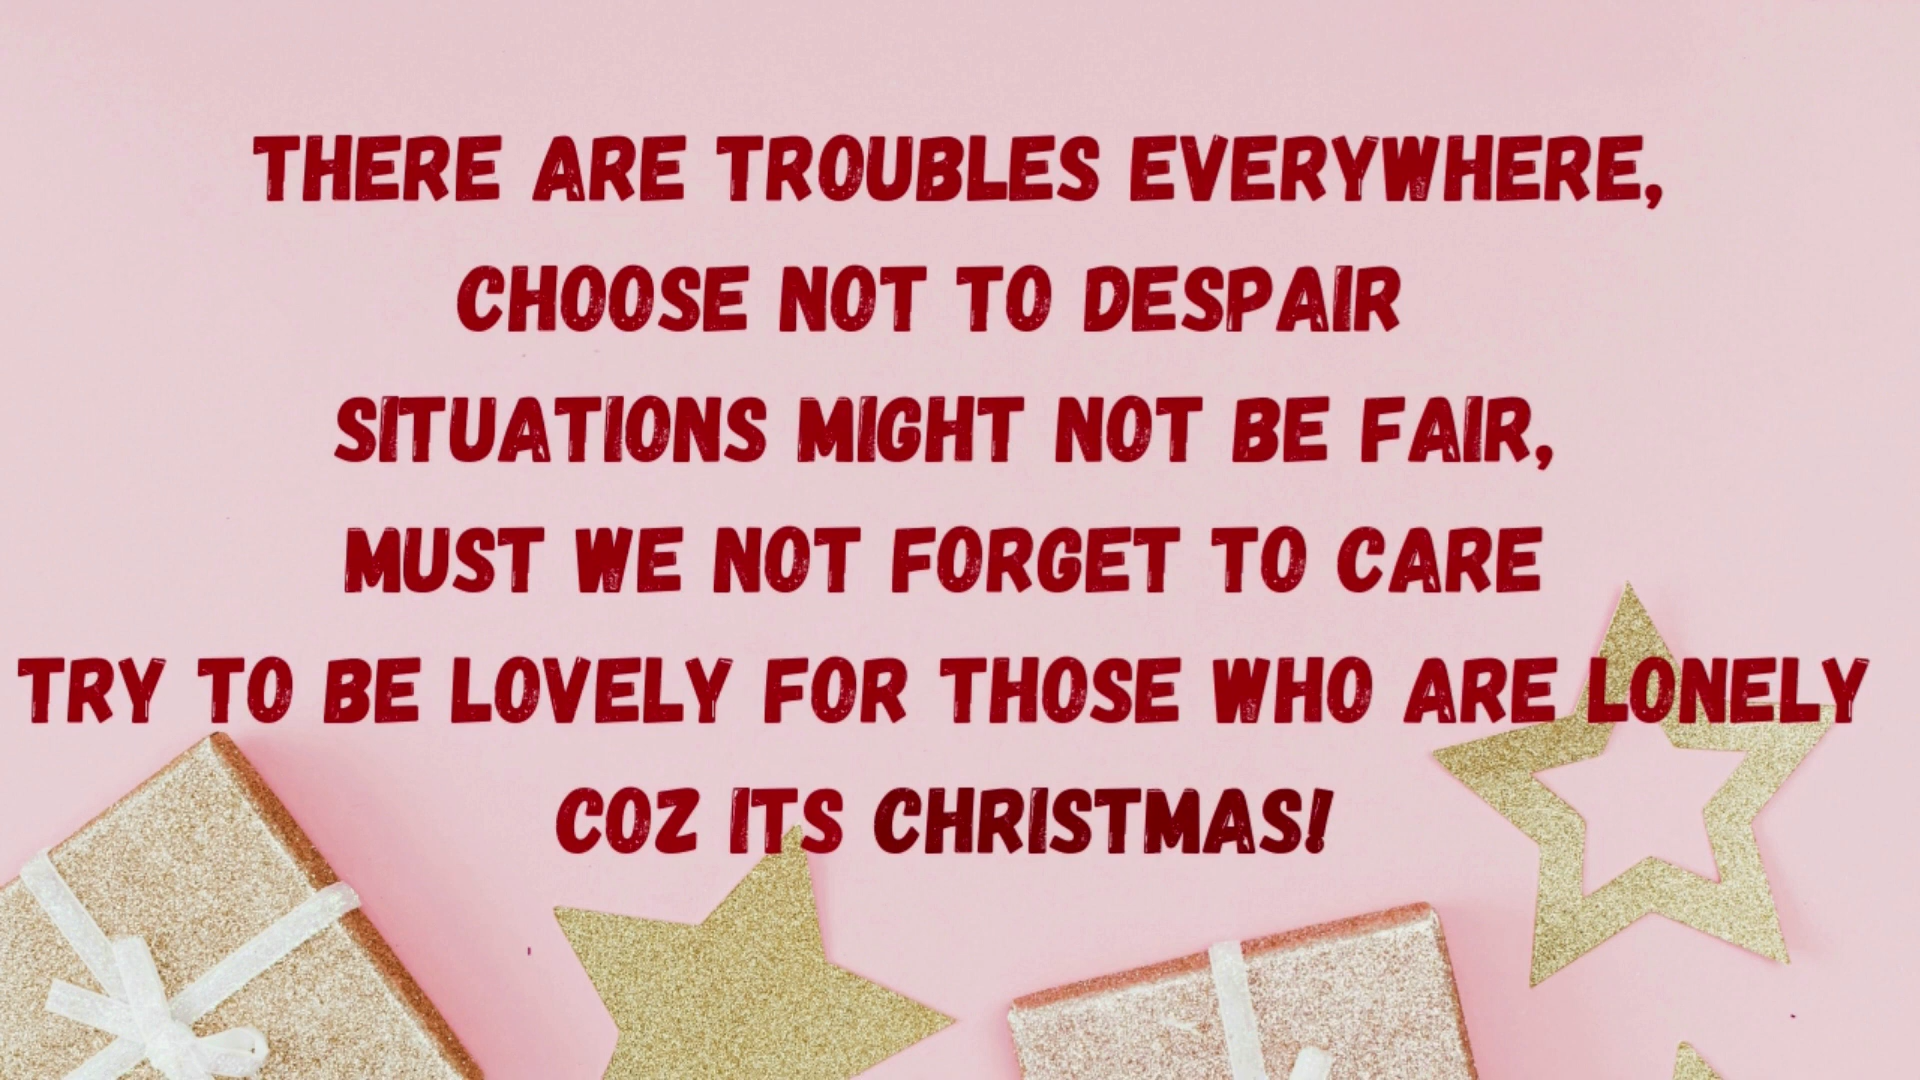 THERE ARE TROUBLES EVERYWHERE,
CHOOSE NOT TO DESPAIR
SITUATIONS MIGHT NOT BE FAIR,
MUST WE NOT FORGET TO CARE
TRY TO BE LOVELY FOR THOSE WHO ARE LONELY
COZ ITS CHRISTMAS!